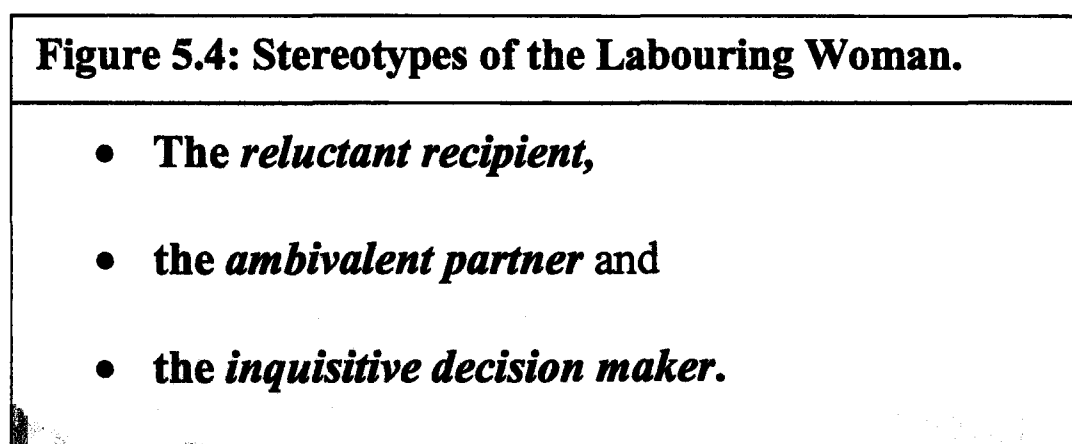 Figure 5.4: Stereotypes of the Labouring Woman.
• The reluctant recipient,
• the ambivalent partner and
• the inquisitive decision maker.